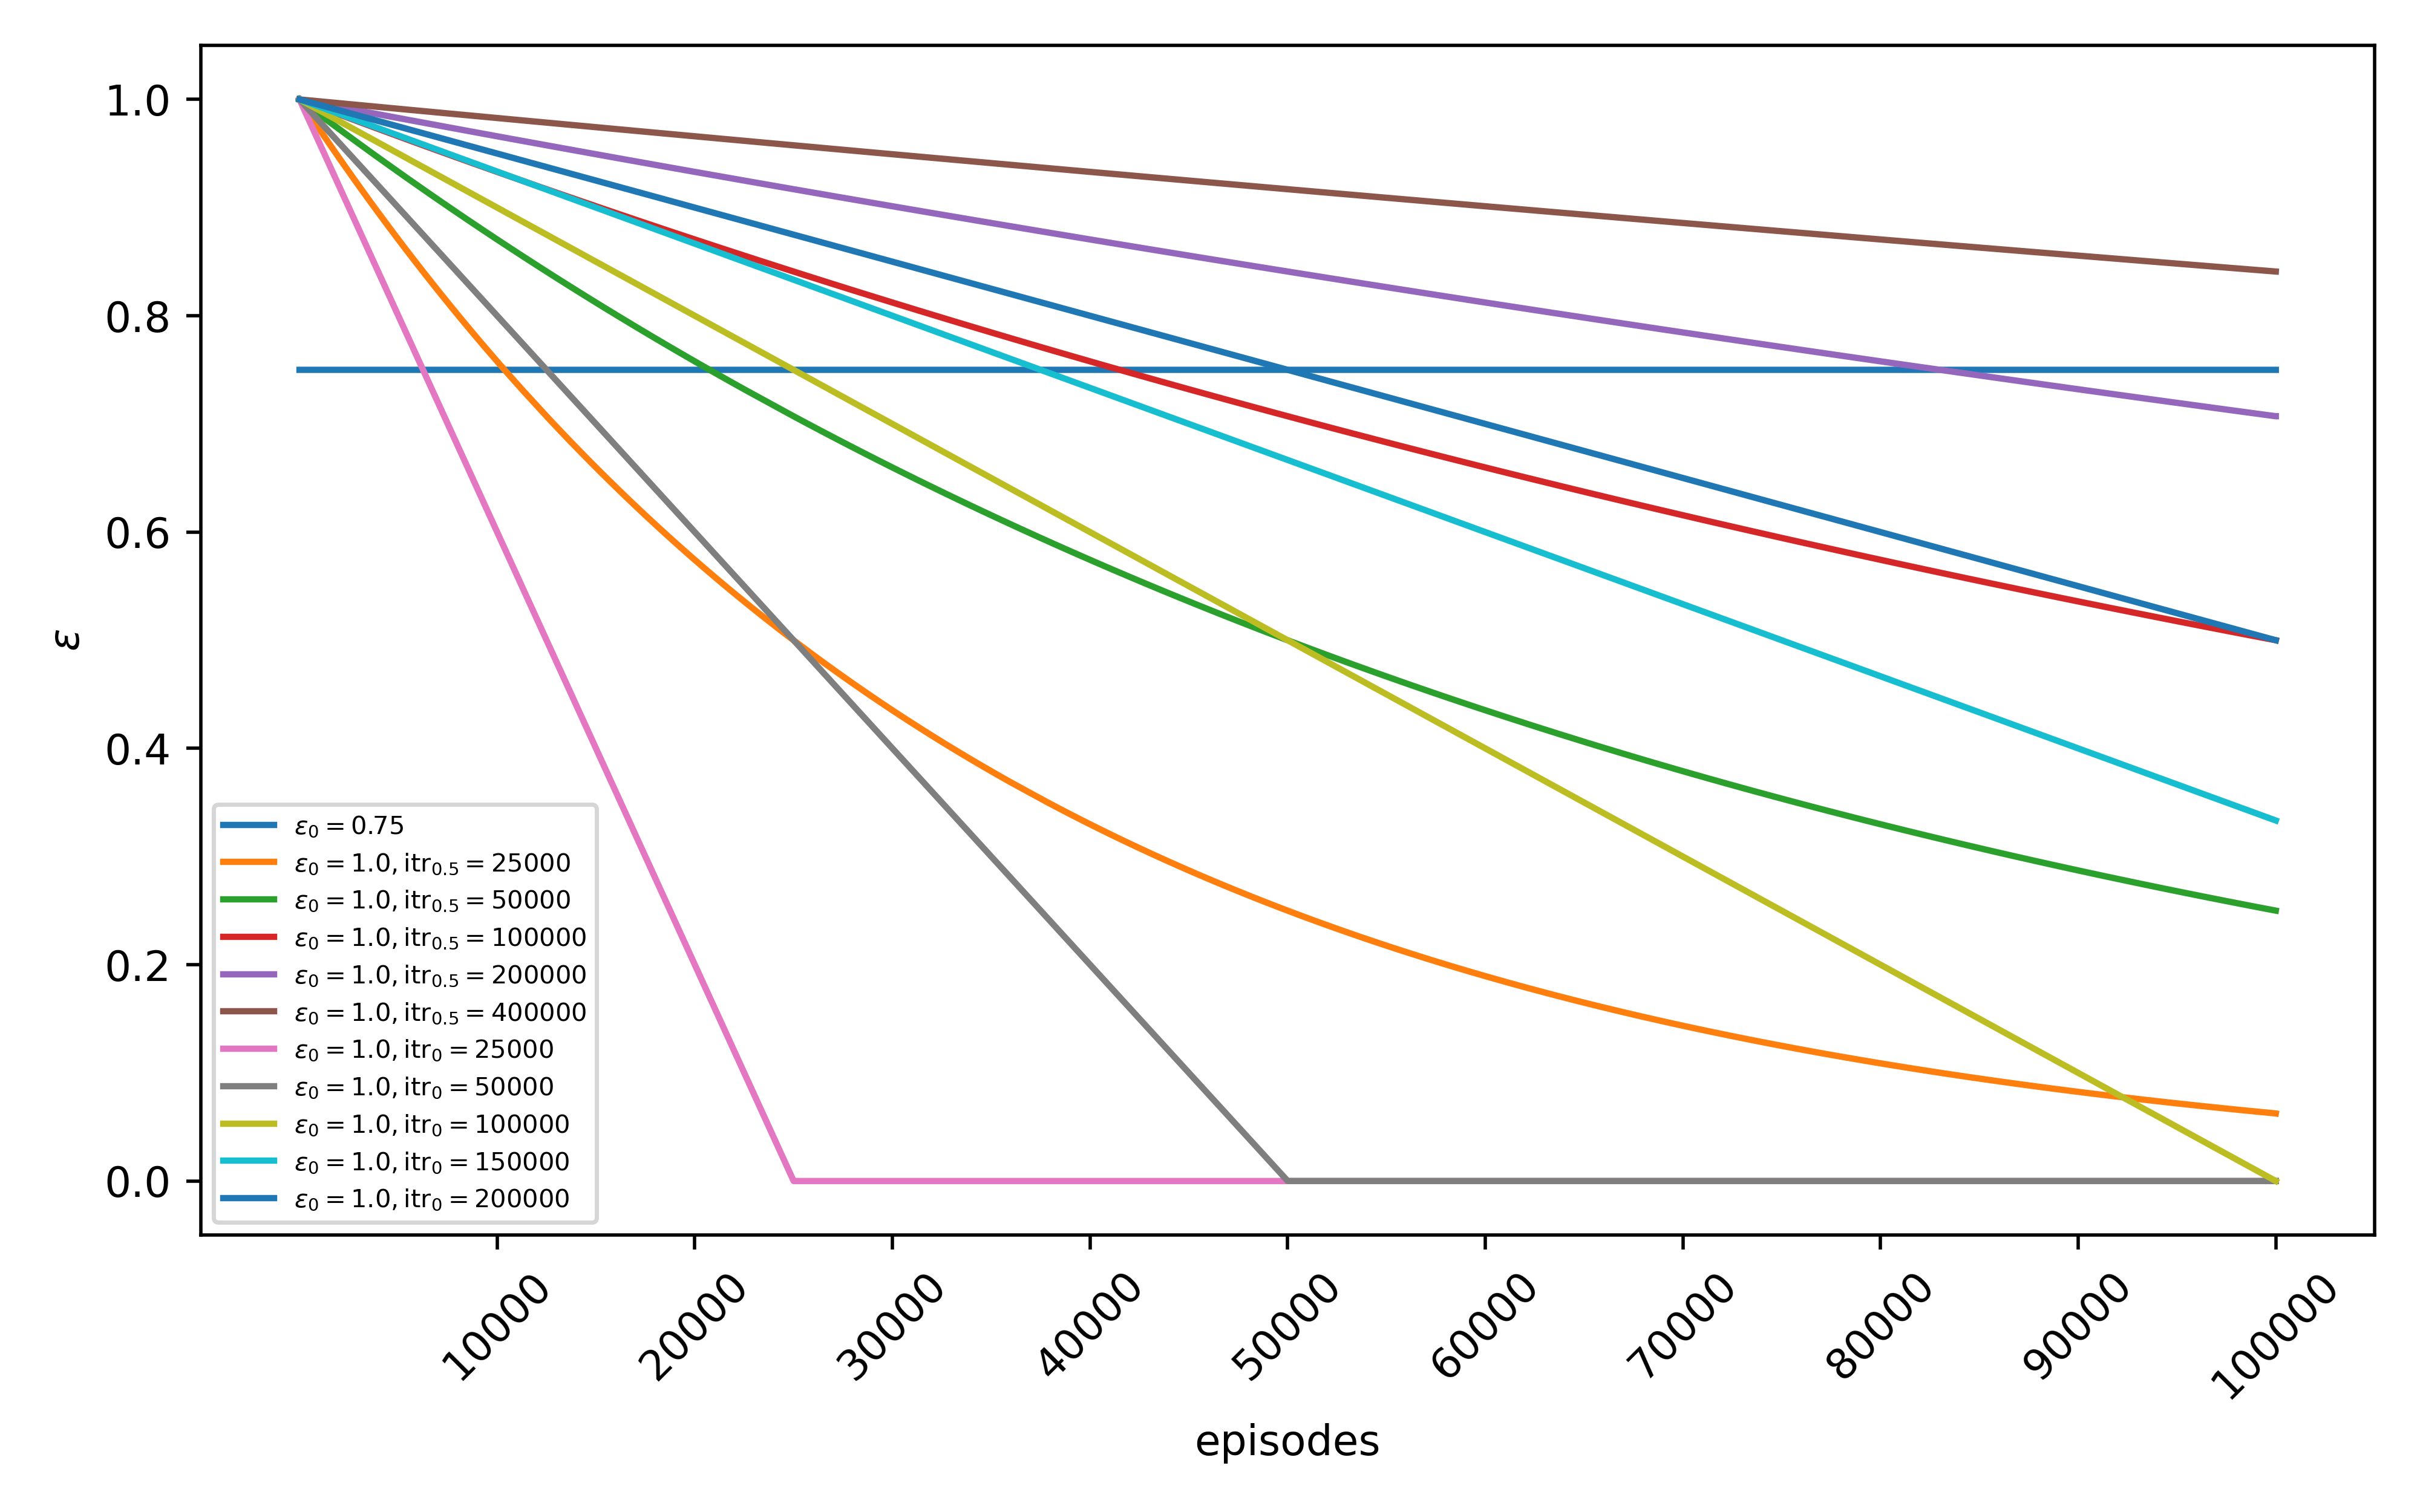 1.0
0.8
0.6
0.4
0.2
0.0
ε
ε₀ = 0.75
ε₀ = 1.0, itr₀.₅ = 25000
ε₀ = 1.0, itr₀.₅ = 50000
ε₀ = 1.0, itr₀.₅ = 100000
ε₀ = 1.0, itr₀.₅ = 200000
ε₀ = 1.0, itr₀.₅ = 400000
ε₀ = 1.0, itr₀ = 25000
ε₀ = 1.0, itr₀ = 50000
ε₀ = 1.0, itr₀ = 100000
ε₀ = 1.0, itr₀ = 150000
ε₀ = 1.0, itr₀ = 200000
10000 20000 30000 40000 50000 60000 70000 80000 90000 100000
episodes